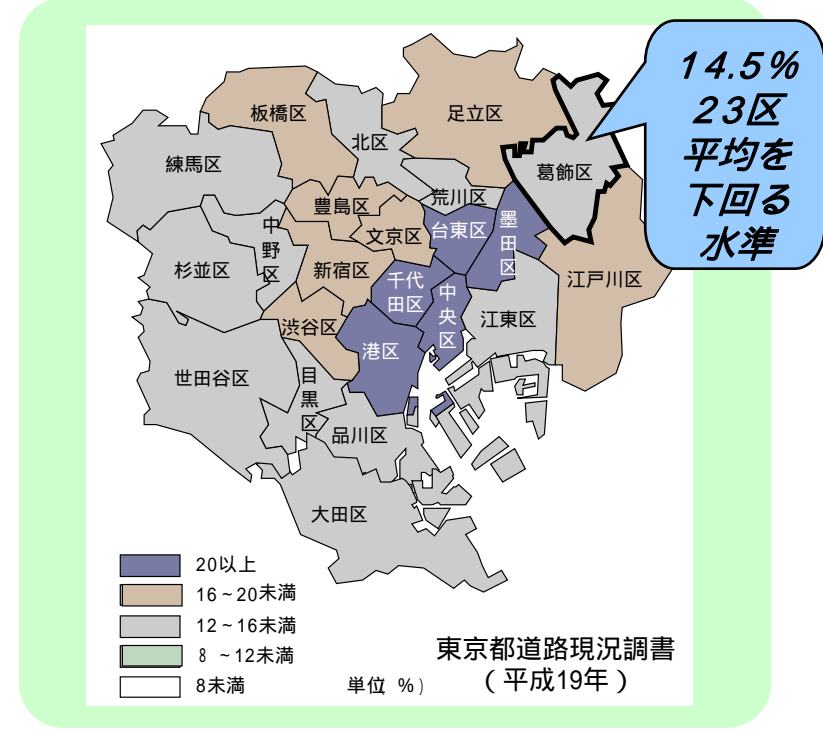 14.5%
23区
平均を
下回る
水準
板橋区
足立区
北区
練馬区
葛飾区
荒川区
豊島区
墨田区
台東区
文京区
中野区
杉並区
新宿区
千代
田区
江戸川区
中央区
江東区
渋谷区
港区
世田谷区
目黒区
品川区
大田区
20以上
16~20未満
12~16未満
8 ~12未満
8未満
単位 %)
東京都道路現況調書
(平成19年)